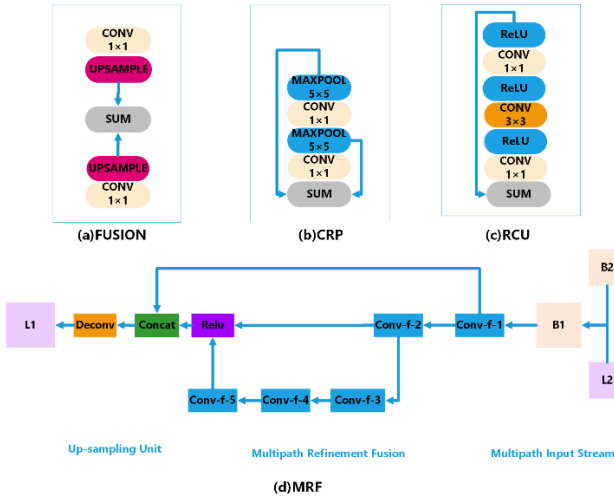 CONV
1×1
UPSAMPLE
SUM
UPSAMPLE
CONV
1×1
(a)FUSION
MAXPOOL
5×5
CONV
1×1
MAXPOOL
5×5
CONV
1×1
SUM
(b)CRP
ReLU
CONV
1×1
ReLU
CONV
3×3
ReLU
CONV
1×1
SUM
(c)RCU
B2
L1
Deconv
Concat
Relu
Conv-f-2
Conv-f-1
B1
L2
Conv-f-5
Conv-f-4
Conv-f-3
Up-sampling Unit
Multipath Refinement Fusion
Multipath Input Stream
(d)MRF